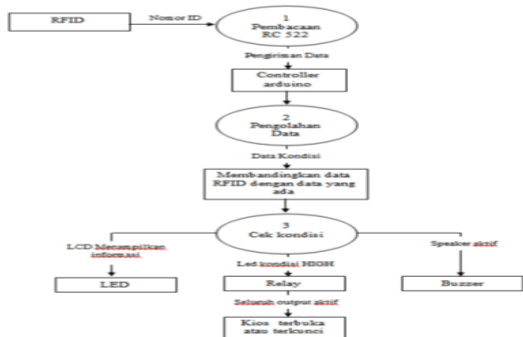 RFID
Nomor ID
1
Pembacaan
RC 522
Pengiriman Data
Controller
arduino
2
Pengolahan
Data
Data Kondisi
Membandingkan data
RFID dengan data yang
ada
3
Cek kondisi
LCD Menampilkan
informasi
Led kondisi HIGH
Speaker aktif
LED
Relay
Buzzer
Seluruh output aktif
Kios terbuka
atau terkunci